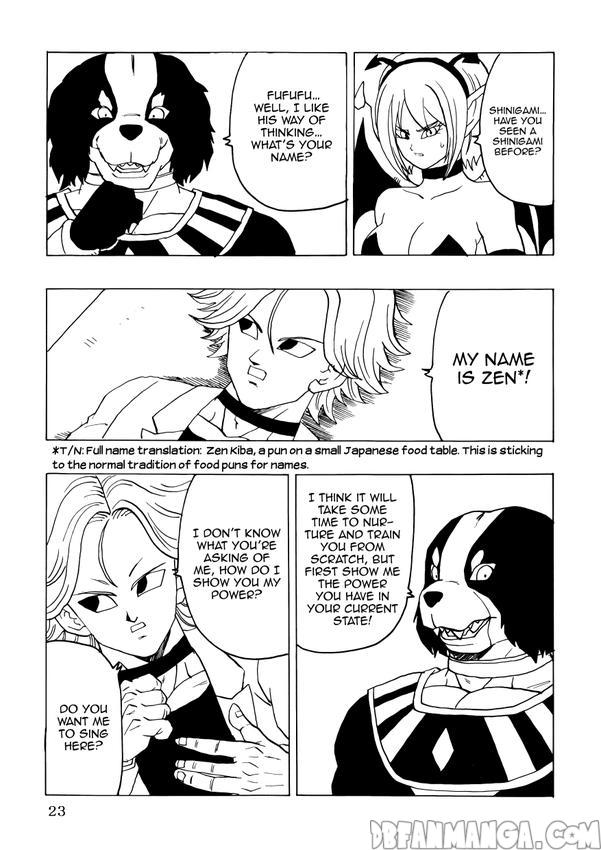 SHINIGAMI...
HAVE YOU
SEEN A
SHINIGAMI
BEFORE?
FUFUFU...
WELL, I LIKE
HIS WAY OF
THINKING...
WHAT'S YOUR
NAME?
MY NAME
IS ZEN*!
*T/N: Full name translation: Zen Kiba, a pun on a small Japanese food table. This is sticking
to the normal tradition of food puns for names.
I THINK IT WILL
TAKE SOME
TIME TO NUR-
TURE AND TRAIN
YOU FROM
SCRATCH, BUT
FIRST SHOW ME
THE POWER
YOU HAVE IN
YOUR CURRENT
STATE!
I DON'T KNOW
WHAT YOU'RE
ASKING OF
ME, HOW DO I
SHOW YOU MY
POWER?
DO YOU
WANT ME
TO SING
HERE?
23
DBFANMANGA.COM